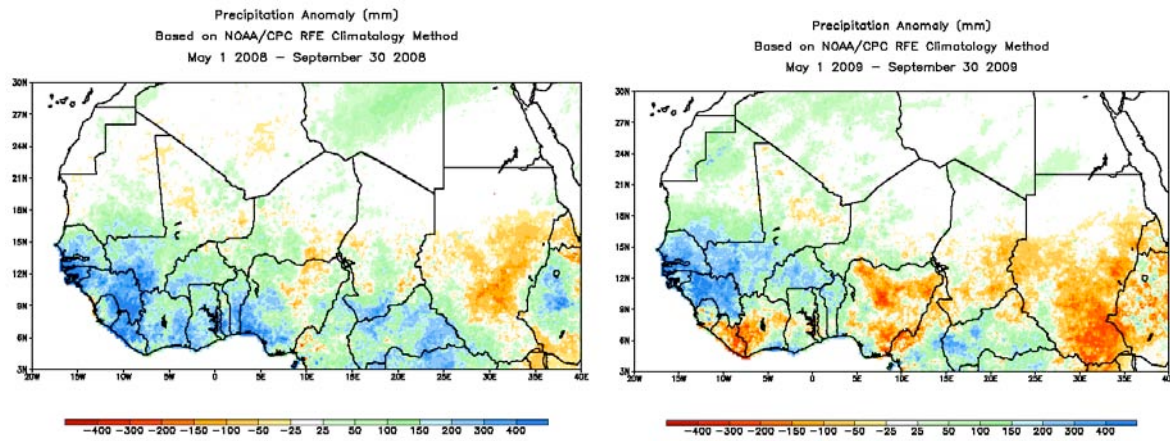 Precipitation Anomaly (mm)
Based on NOAA/CPC RFE Climatology Method
May 1 2008 – September 30 2008
30N
27N
24N
21N
18N
15N
12N
9N
6N
3N
20W 15W 10W 5W 0 5E 10E 15E 20E 25E 30E 35E 40E
-400 -300 -200 -100 -50 -25 25 50 100 200 300 400
Precipitation Anomaly (mm)
Based on NOAA/CPC RFE Climatology Method
May 1 2009 – September 30 2009
30N
27N
24N
21N
18N
15N
12N
9N
6N
3N
20W 15W 10W 5W 0 5E 10E 15E 20E 25E 30E 35E 40E
-400 -300 -200 -150 -100 -50 -25 25 50 100 150 200 300 400